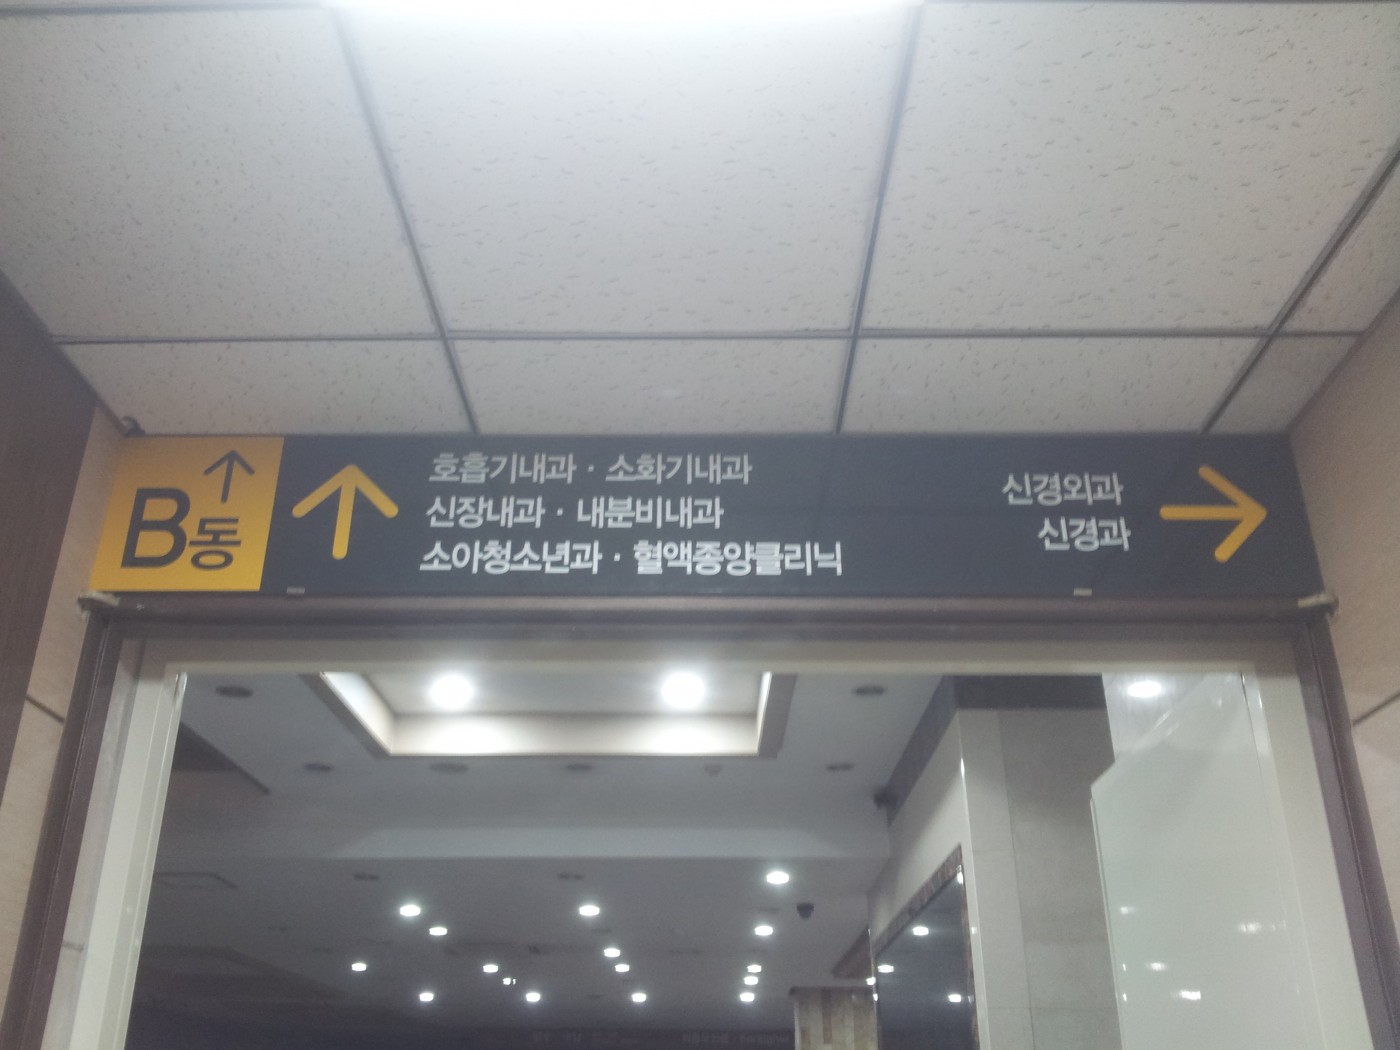 B동
호흡기내과 · 소화기내과
신장내과 · 내분비내과
소아청소년과 · 혈액종양클리닉
신경외과
신경과